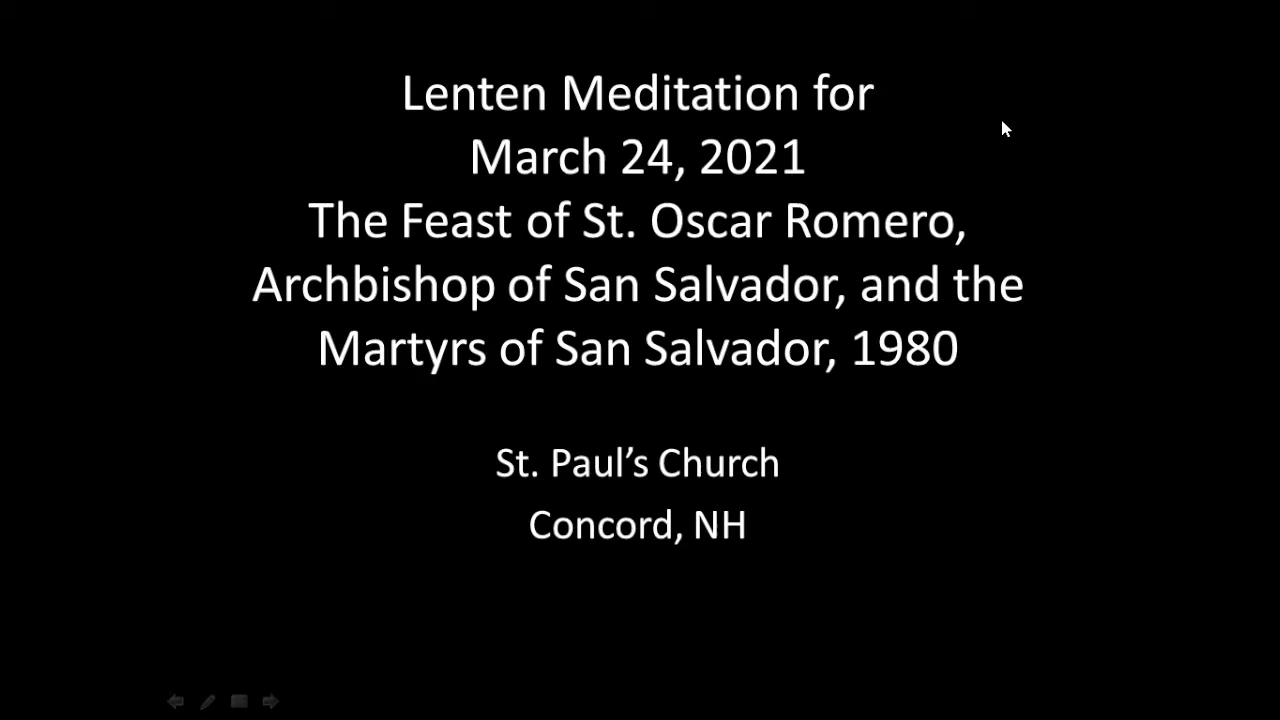 Lenten Meditation for
March 24, 2021
The Feast of St. Oscar Romero,
Archbishop of San Salvador, and the
Martyrs of San Salvador, 1980
St. Paul’s Church
Concord, NH